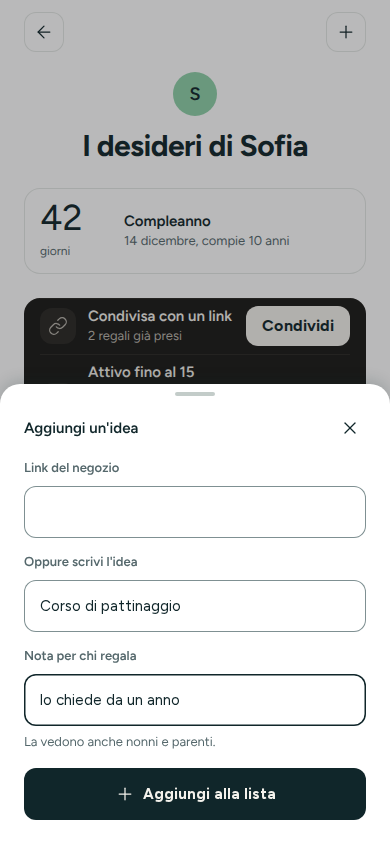 S
I desideri di Sofia
42
giorni
Compleanno
14 dicembre, compie 10 anni
Condivisa con un link
2 regali già presi
Condividi
Attivo fino al 15
Aggiungi un'idea
Link del negozio
Oppure scrivi l'idea
Corso di pattinaggio
Nota per chi regala
lo chiede da un anno
La vedono anche nonni e parenti.
Aggiungi alla lista